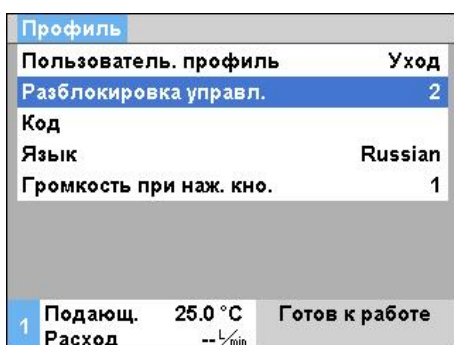 Профиль
Пользователь. профиль Уход
Разблокировка управл. 2
Код
Язык Russian
Громкость при наж. кно. 1
1 Подающ. 25.0 °C Готов к работе
Расход -- L/min